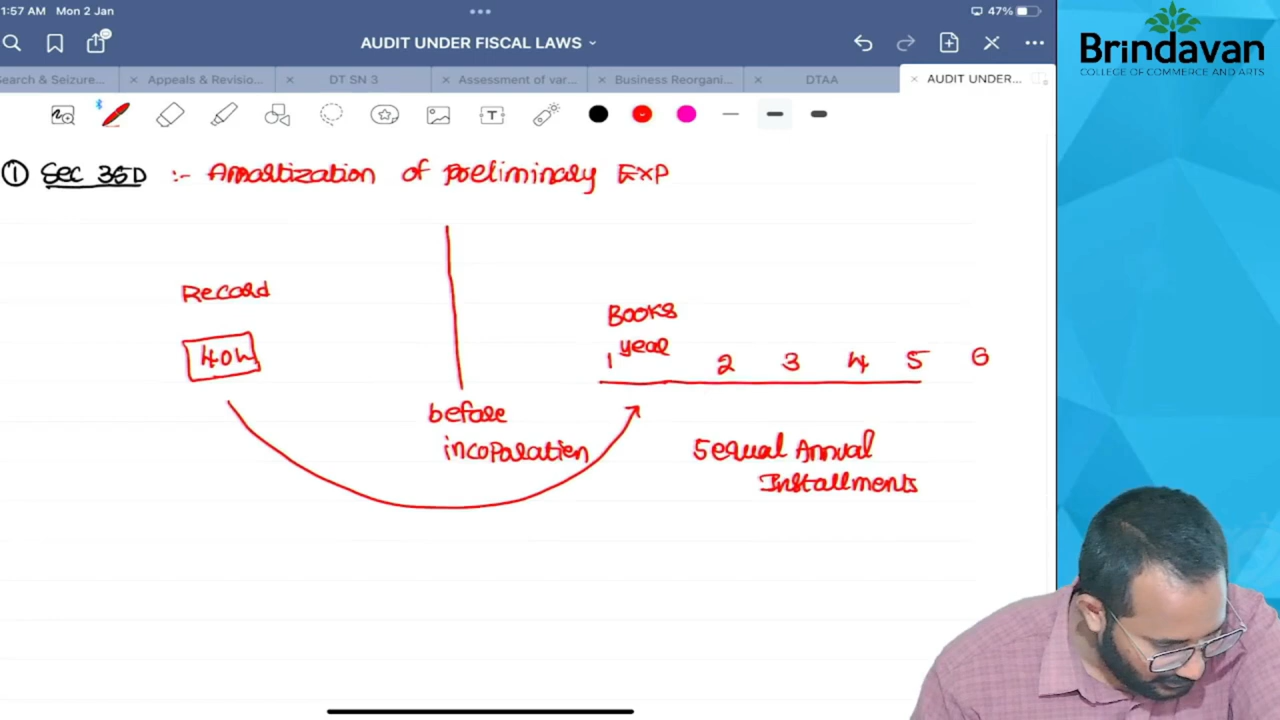 1:57 AM Mon 2 Jan
47%
AUDIT UNDER FISCAL LAWS
Brindavan
COLLEGE OF COMMERCE AND ARTS
earch & Seizure...
Appeals & Revisio...
DT SN 3
Assessment of var...
Business Reorgani...
DTAA
AUDIT UNDER...
① Sec 35D :- Amortization of preliminary EXP
Record
40L
before
incoporation
Books
year
1 2 3 4 5 6
5 equal Annual
Installments